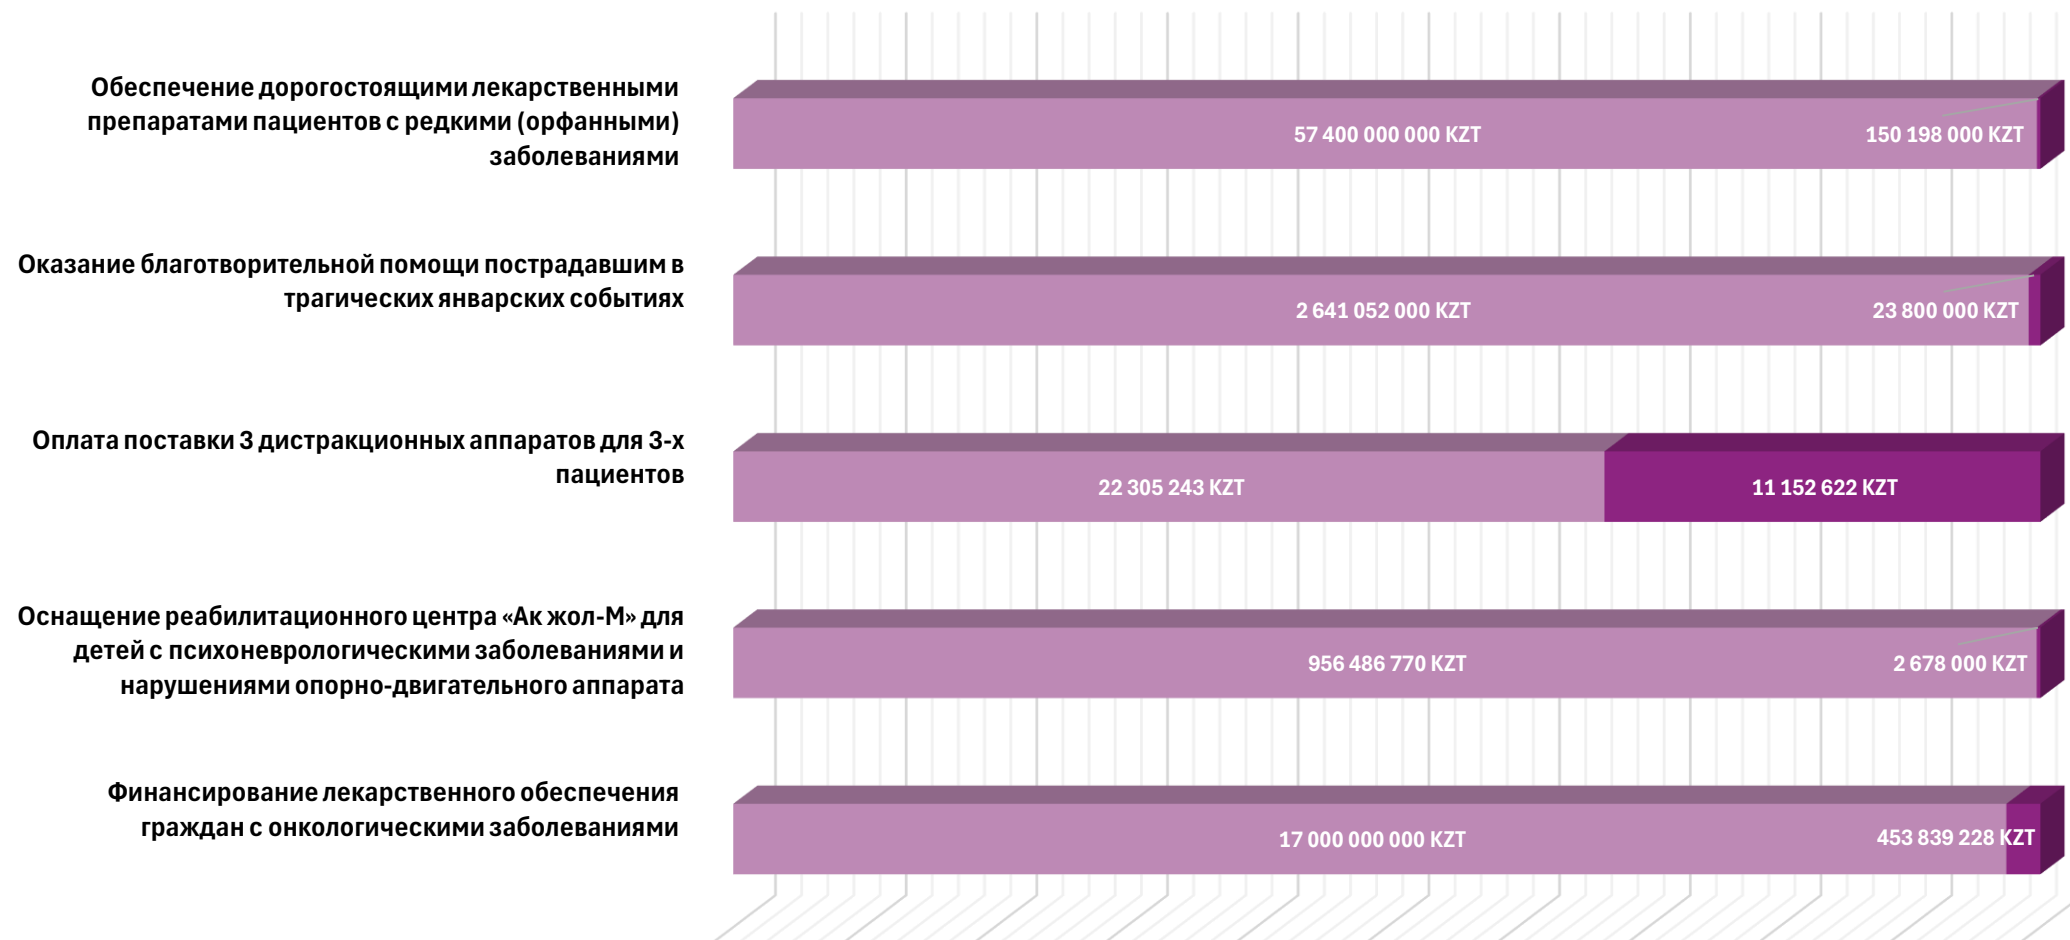 Обеспечение дорогостоящими лекарственными
препаратами пациентов с редкими (орфанными)
заболеваниями
57 400 000 000 KZT
150 198 000 KZT
Оказание благотворительной помощи пострадавшим в
трагических январских событиях
2 641 052 000 KZT
23 800 000 KZT
Оплата поставки 3 дистракционных аппаратов для 3-х
пациентов
22 305 243 KZT
11 152 622 KZT
Оснащение реабилитационного центра «Ак жол-М» для
детей с психоневрологическими заболеваниями и
нарушениями опорно-двигательного аппарата
956 486 770 KZT
2 678 000 KZT
Финансирование лекарственного обеспечения
граждан с онкологическими заболеваниями
17 000 000 000 KZT
453 839 228 KZT